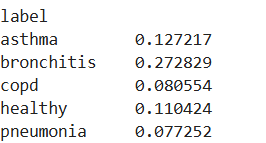 label
asthma 0.127217
bronchitis 0.272829
copd 0.080554
healthy 0.110424
pneumonia 0.077252